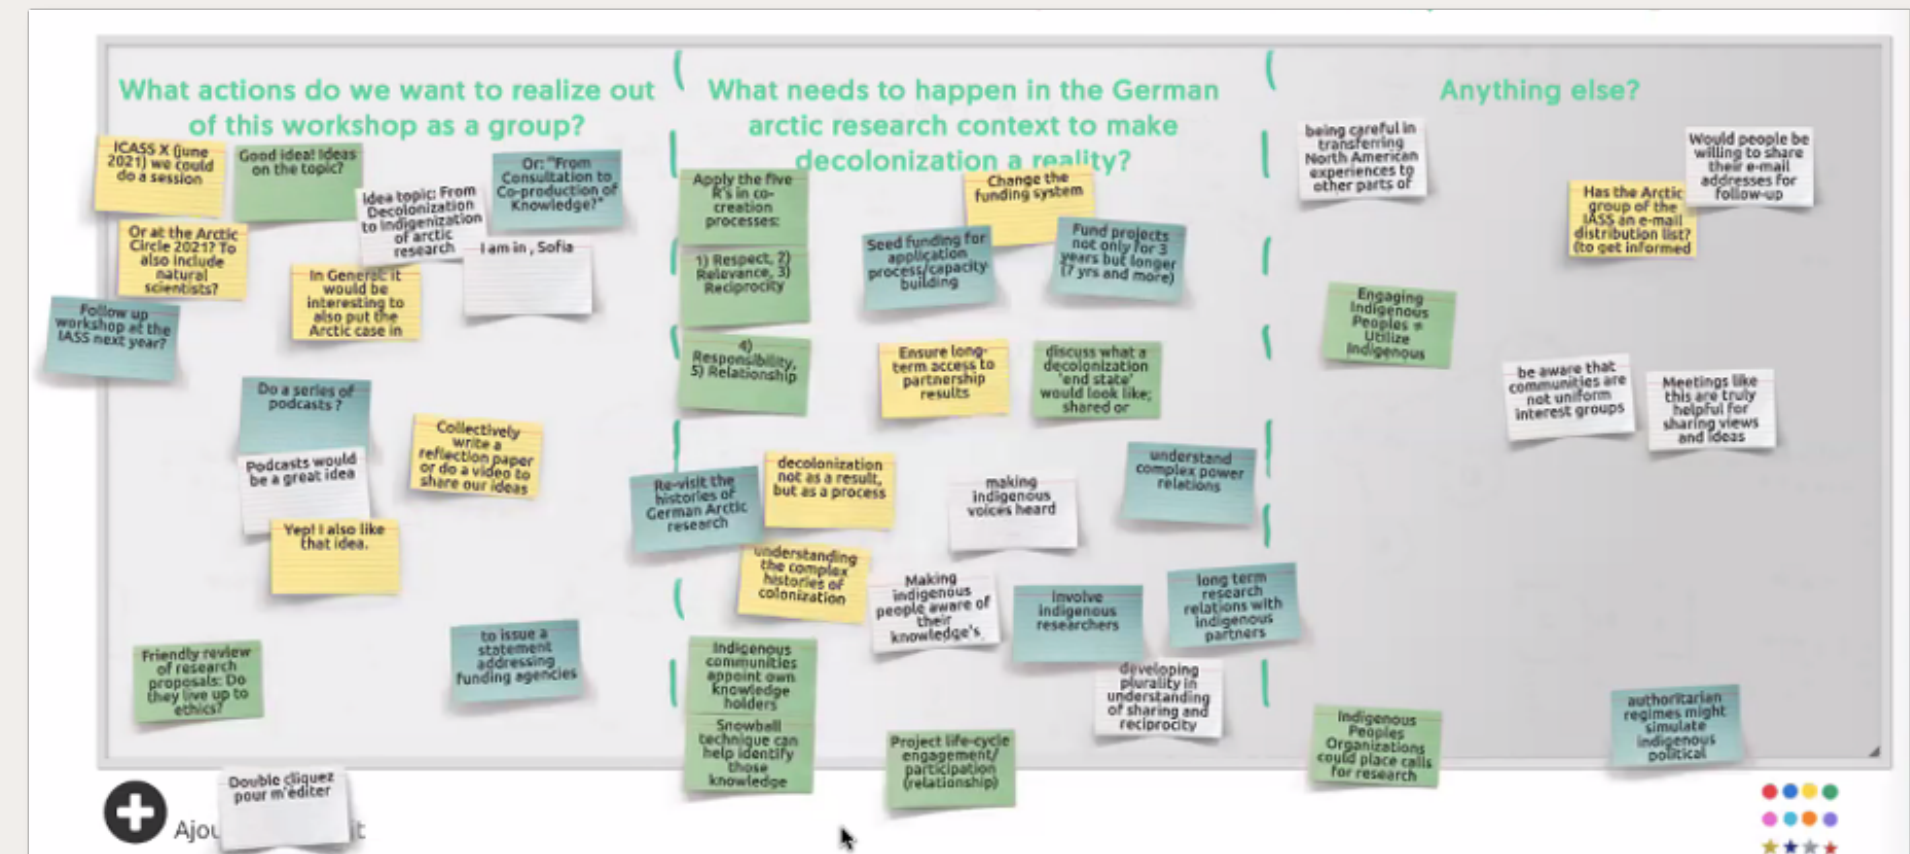 What actions do we want to realize out
of this workshop as a group?
ICASS X (june
2021) we could
do a session
Good idea! Ideas
on the topic?
Idea topic: From
Decolonization
to Indigenization
of arctic
research
Or: "From
Consultation to
Co-production of
Knowledge?"
Or at the Arctic
Circle 2021? To
also include
natural
scientists?
In General: it
would be
interesting to
also put the
Arctic case in
I am in , Sofia
Follow up
workshop at the
IASS next year?
Do a series of
podcasts ?
Podcasts would
be a great idea
Yep! I also like
that idea.
Collectively
write a
reflection paper
or do a video to
share our ideas
Friendly review
of research
proposals: Do
they live up to
ethics?
to issue a
statement
addressing
funding agencies
What needs to happen in the German
arctic research context to make
decolonization a reality?
Apply the five
R's in co-
creation
processes:
1) Respect, 2)
Relevance, 3)
Reciprocity
4)
Responsibility,
5) Relationship
Change the
funding system
Seed funding for
application
process/capacity
building
Fund projects
not only for 3
years but longer
(7 yrs and more)
Ensure long-
term access to
partnership
results
discuss what a
decolonization
'end state'
would look like;
shared or
Re-visit the
histories of
German Arctic
research
decolonization
not as a result,
but as a process
making
indigenous
voices heard
understand
complex power
relations
understanding
the complex
histories of
colonization
Making
indigenous
people aware of
their
knowledge's
involve
indigenous
researchers
long term
research
relations with
indigenous
partners
Indigenous
communities
appoint own
knowledge
holders
Snowball
technique can
help identify
those
knowledge
developing
plurality in
understanding
of sharing and
reciprocity
Project life-cycle
engagement/
participation
(relationship)
Anything else?
being careful in
transferring
North American
experiences to
other parts of
Would people be
willing to share
their e-mail
addresses for
follow-up
Has the Arctic
group of the
IASS an e-mail
distribution list?
(to get informed
Engaging
Indigenous
Peoples ≠
Utilize
Indigenous
be aware that
communities are
not uniform
interest groups
Meetings like
this are truly
helpful for
sharing views
and ideas
Indigenous
Peoples
Organizations
could place calls
for research
authoritarian
regimes might
simulate
indigenous
political
Double cliquez
pour m'éditer
Ajou
it